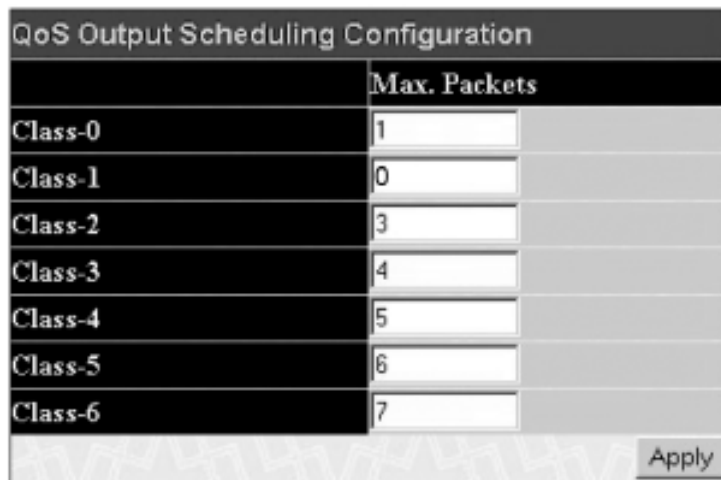 QoS Output Scheduling Configuration
Max. Packets
Class-0 1
Class-1 0
Class-2 3
Class-3 4
Class-4 5
Class-5 6
Class-6 7
Apply